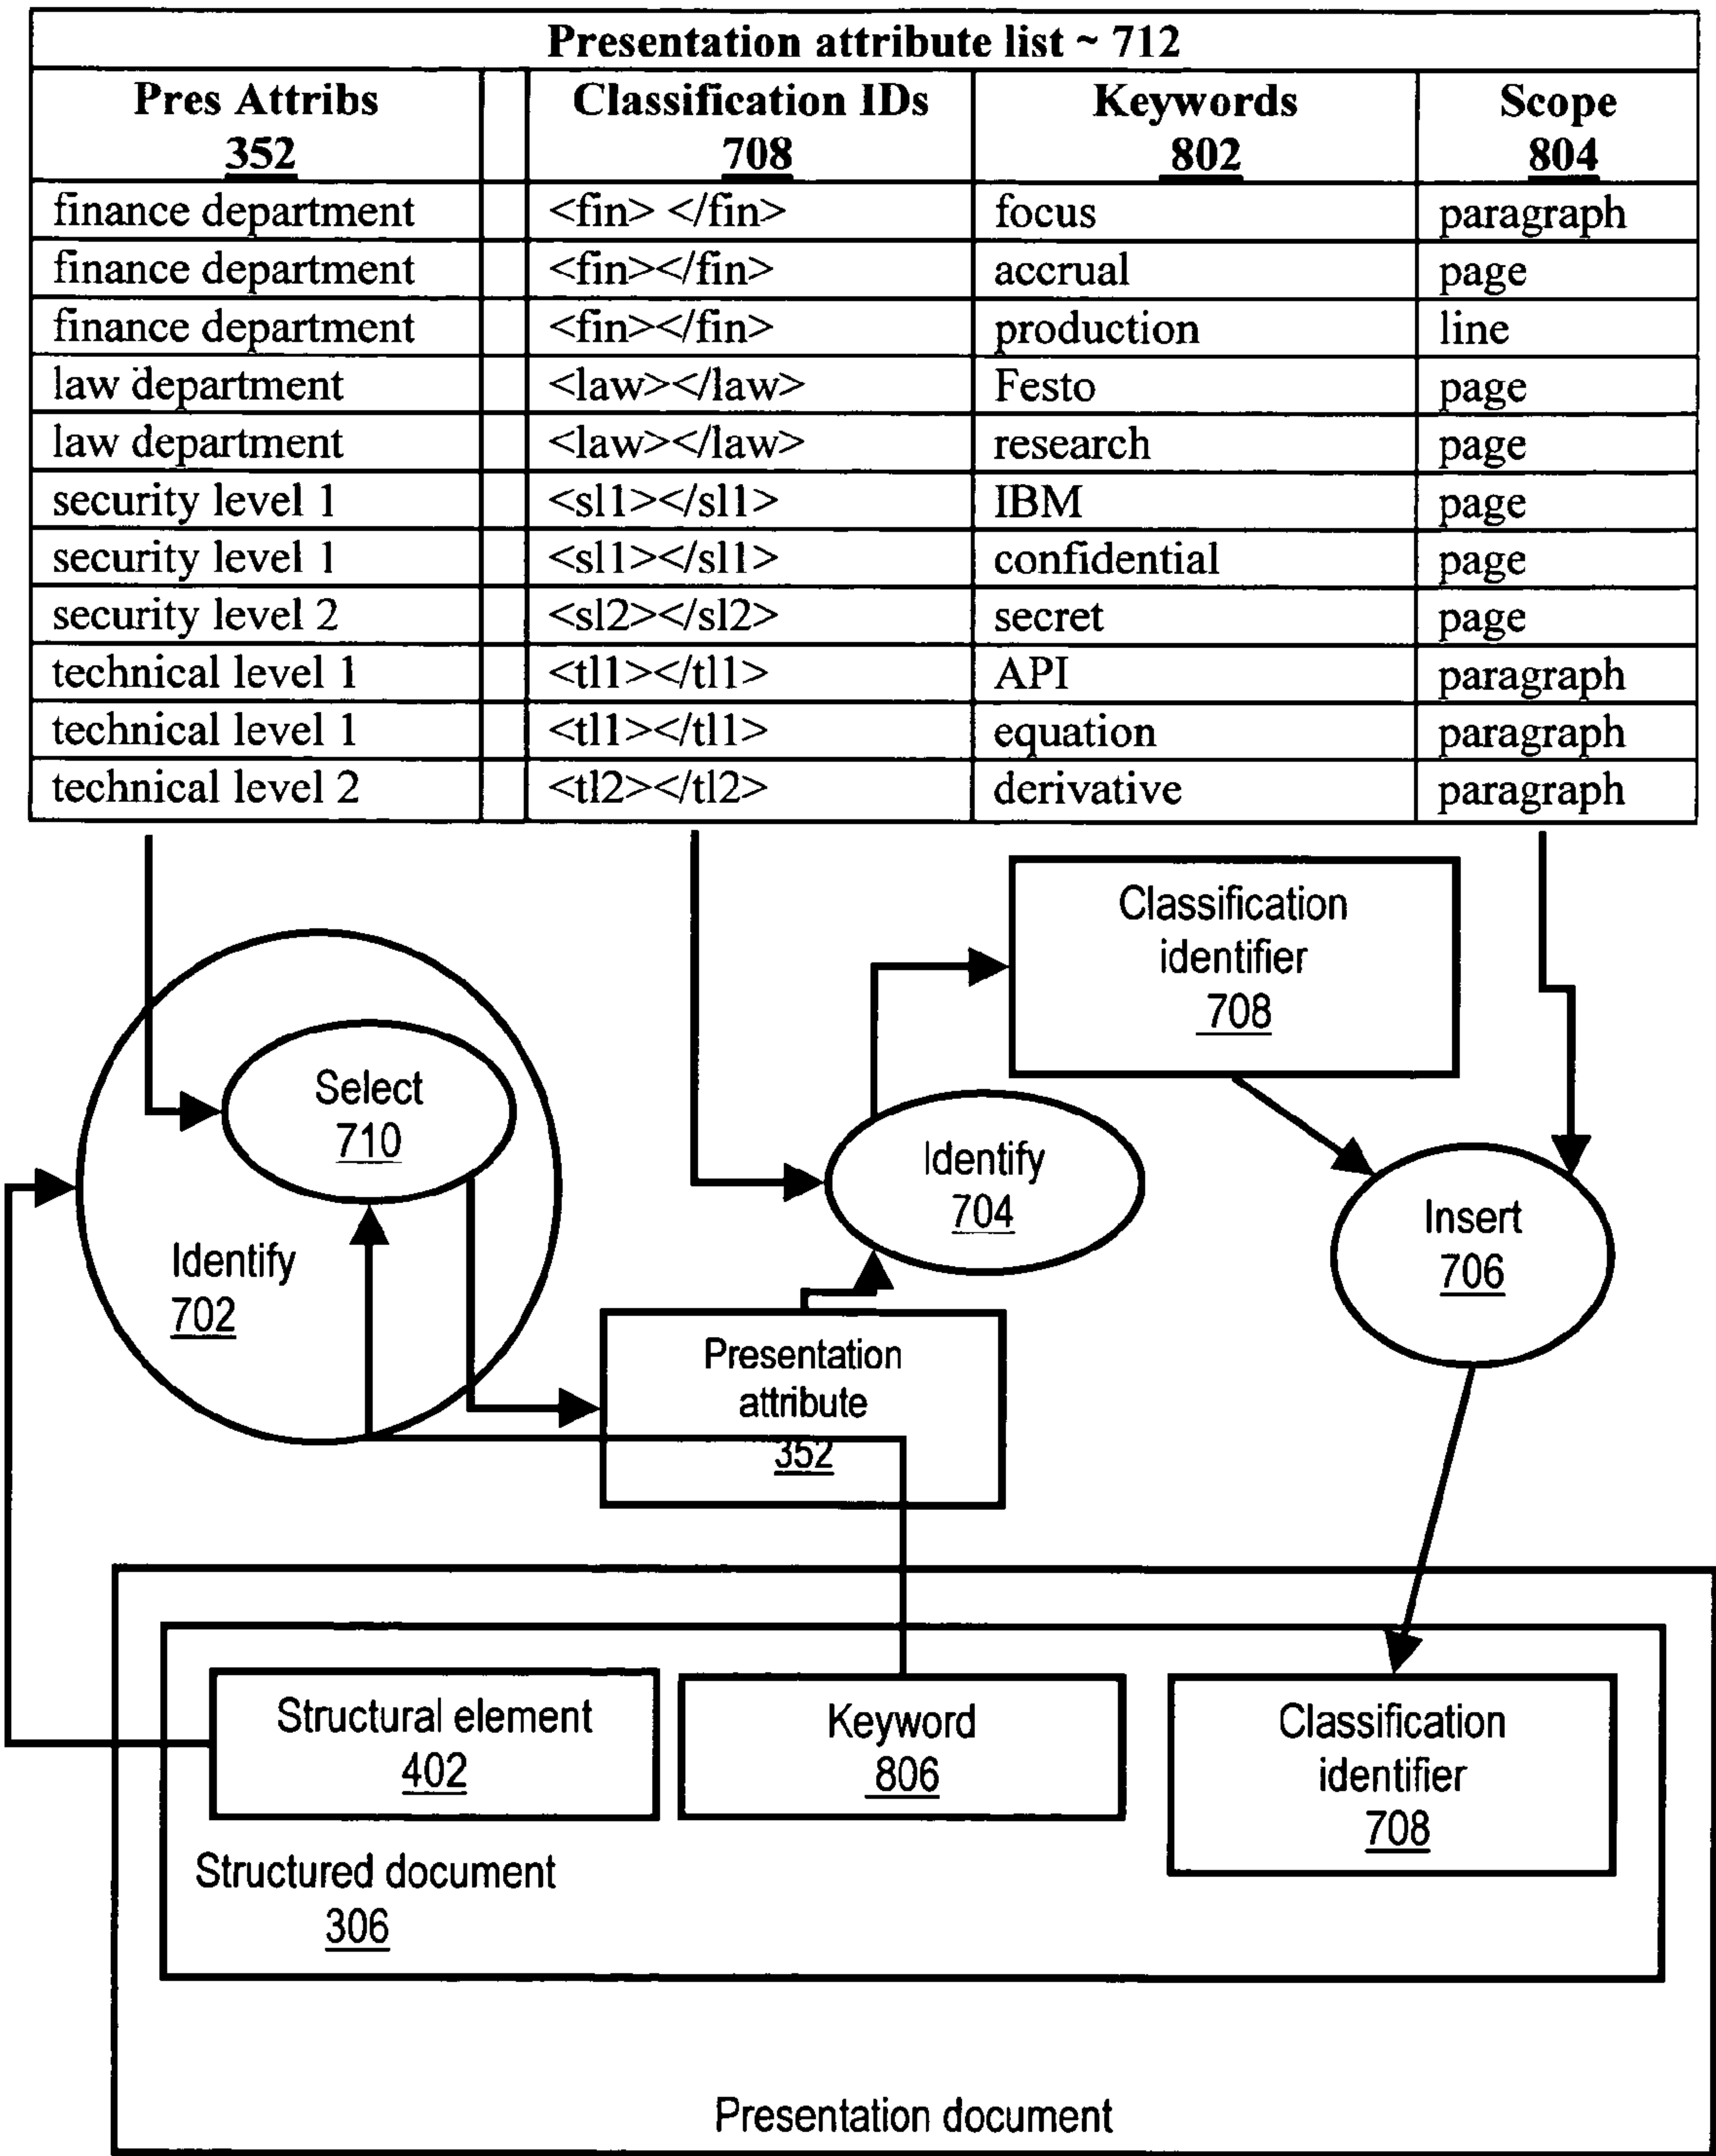 Presentation attribute list ~ 712
Pres Attribs Classification IDs Keywords Scope
352 708 802 804
finance department <fin> </fin> focus paragraph
finance department <fin></fin> accrual page
finance department <fin></fin> production line
law department <law></law> Festo page
law department <law></law> research page
security level 1 <sl1></sl1> IBM page
security level 1 <sl1></sl1> confidential page
security level 2 <sl2></sl2> secret page
technical level 1 <tl1></tl1> API paragraph
technical level 1 <tl1></tl1> equation paragraph
technical level 2 <tl2></tl2> derivative paragraph
Classification
identifier
708
Select
710
Identify
704
Insert
706
Identify
702
Presentation
attribute
352
Structural element
402
Keyword
806
Classification
identifier
708
Structured document
306
Presentation document